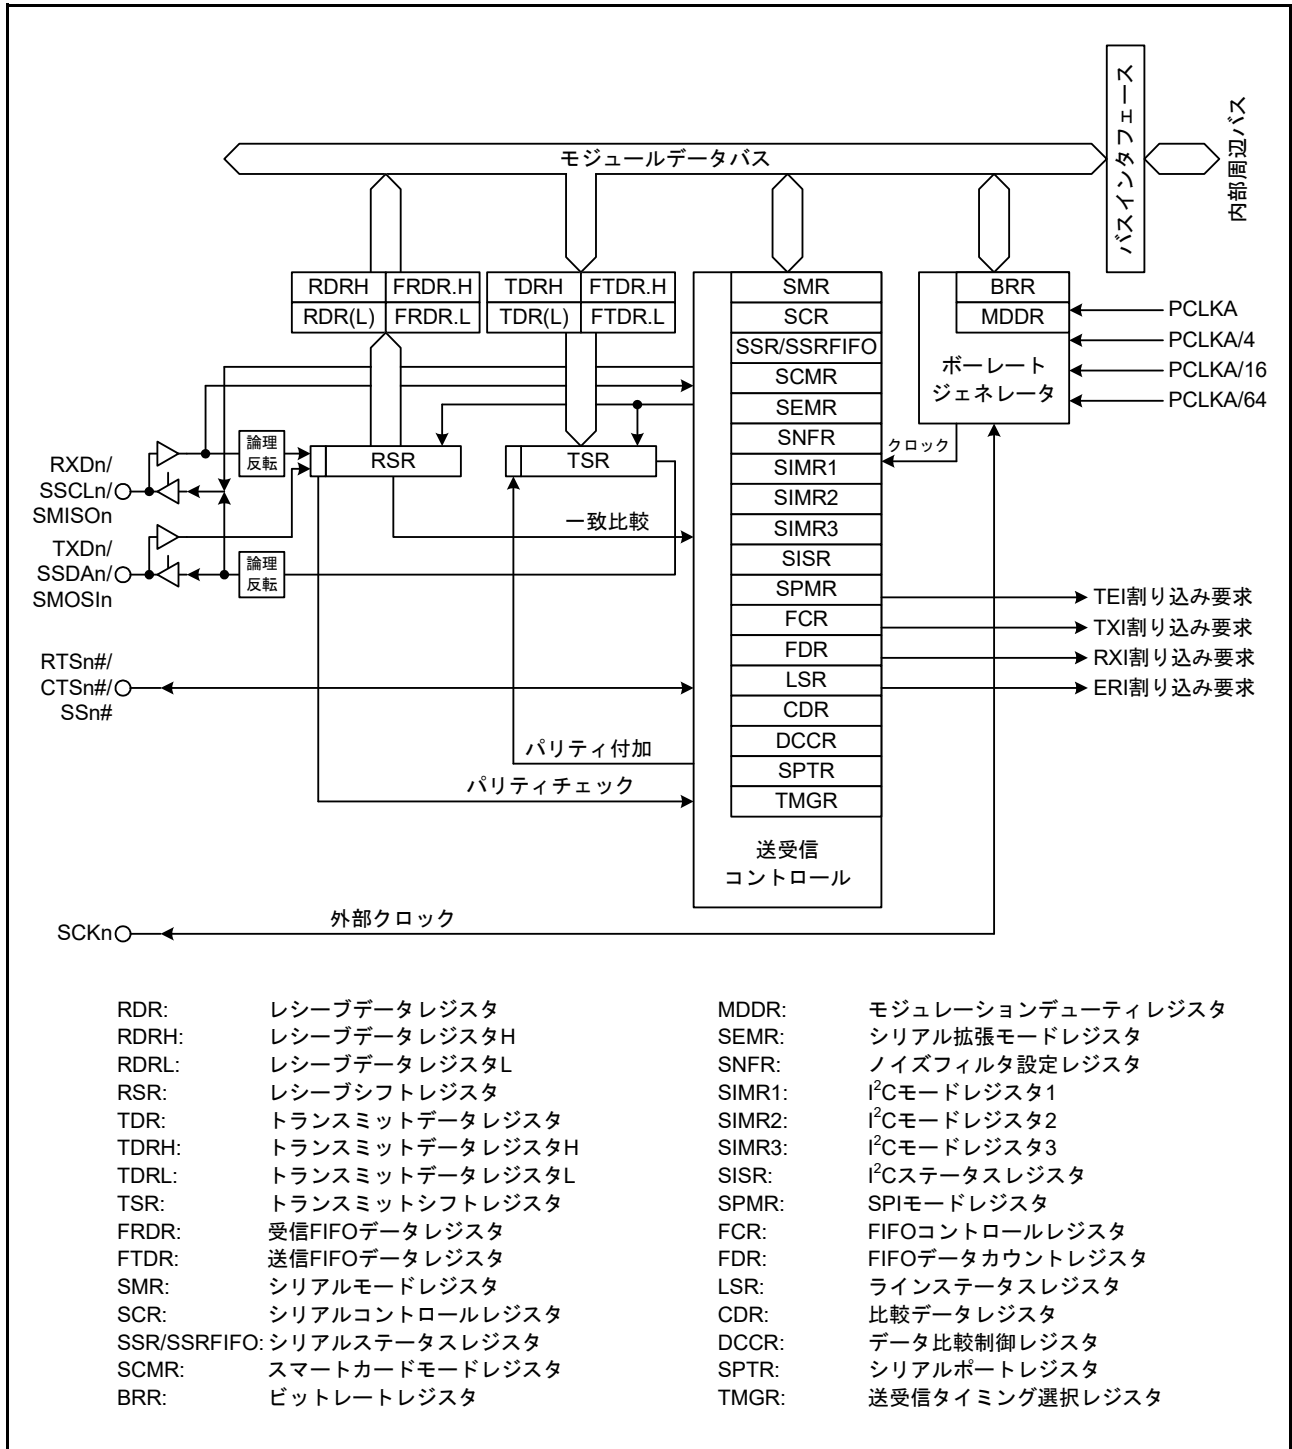 モジュールデータバス
バスインタフェース
内部周辺バス
RDRH
FRDR.H
RDR(L)
FRDR.L
TDRH
FTDR.H
TDR(L)
FTDR.L
SMR
SCR
SSR/SSRFIFO
SCMR
SEMR
SNFR
SIMR1
SIMR2
SIMR3
SISR
SPMR
FCR
FDR
LSR
CDR
DCCR
SPTR
TMGR
送受信
コントロール
BRR
MDDR
ボーレート
ジェネレータ
PCLKA
PCLKA/4
PCLKA/16
PCLKA/64
クロック
RXDn/
SSCLn/
SMISOn
論理
反転
RSR
TSR
一致比較
TXDn/
SSDAn/
SMOSIn
論理
反転
TEI割り込み要求
TXI割り込み要求
RXI割り込み要求
ERI割り込み要求
RTSn#/
CTSn#/
SSn#
パリティ付加
パリティチェック
外部クロック
SCKn
RDR: レシーブデータレジスタ
RDRH: レシーブデータレジスタH
RDRL: レシーブデータレジスタL
RSR: レシーブシフトレジスタ
TDR: トランスミットデータレジスタ
TDRH: トランスミットデータレジスタH
TDRL: トランスミットデータレジスタL
TSR: トランスミットシフトレジスタ
FRDR: 受信FIFOデータレジスタ
FTDR: 送信FIFOデータレジスタ
SMR: シリアルモードレジスタ
SCR: シリアルコントロールレジスタ
SSR/SSRFIFO: シリアルステータスレジスタ
SCMR: スマートカードモードレジスタ
BRR: ビットレートレジスタ
MDDR: モジュレーションデューティレジスタ
SEMR: シリアル拡張モードレジスタ
SNFR: ノイズフィルタ設定レジスタ
SIMR1: I²Cモードレジスタ1
SIMR2: I²Cモードレジスタ2
SIMR3: I²Cモードレジスタ3
SISR: I²Cステータスレジスタ
SPMR: SPIモードレジスタ
FCR: FIFOコントロールレジスタ
FDR: FIFOデータカウントレジスタ
LSR: ラインステータスレジスタ
CDR: 比較データレジスタ
DCCR: データ比較制御レジスタ
SPTR: シリアルポートレジスタ
TMGR: 送受信タイミング選択レジスタ